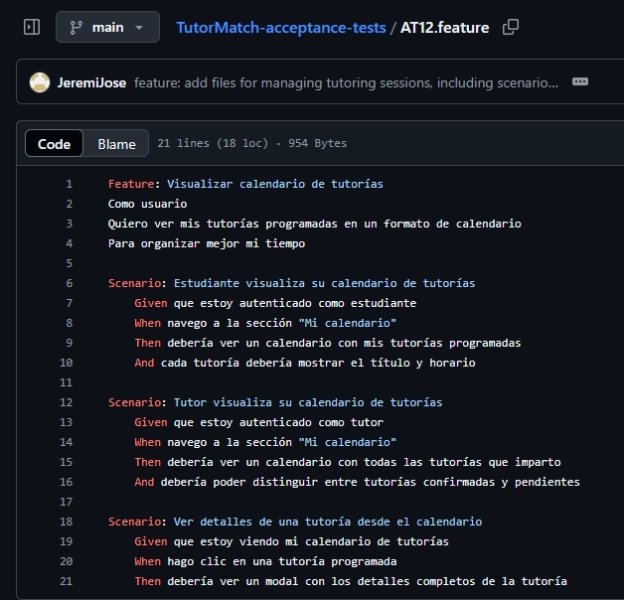 main
TutorMatch-acceptance-tests / AT12.feature
JeremiJose feature: add files for managing tutoring sessions, including scenario...
Code Blame 21 lines (18 loc) · 954 Bytes
1 Feature: Visualizar calendario de tutorías
2 Como usuario
3 Quiero ver mis tutorías programadas en un formato de calendario
4 Para organizar mejor mi tiempo
5
6 Scenario: Estudiante visualiza su calendario de tutorías
7 Given que estoy autenticado como estudiante
8 When navego a la sección "Mi calendario"
9 Then debería ver un calendario con mis tutorías programadas
10 And cada tutoría debería mostrar el título y horario
11
12 Scenario: Tutor visualiza su calendario de tutorías
13 Given que estoy autenticado como tutor
14 When navego a la sección "Mi calendario"
15 Then debería ver un calendario con todas las tutorías que imparto
16 And debería poder distinguir entre tutorías confirmadas y pendientes
17
18 Scenario: Ver detalles de una tutoría desde el calendario
19 Given que estoy viendo mi calendario de tutorías
20 When hago clic en una tutoría programada
21 Then debería ver un modal con los detalles completos de la tutoría